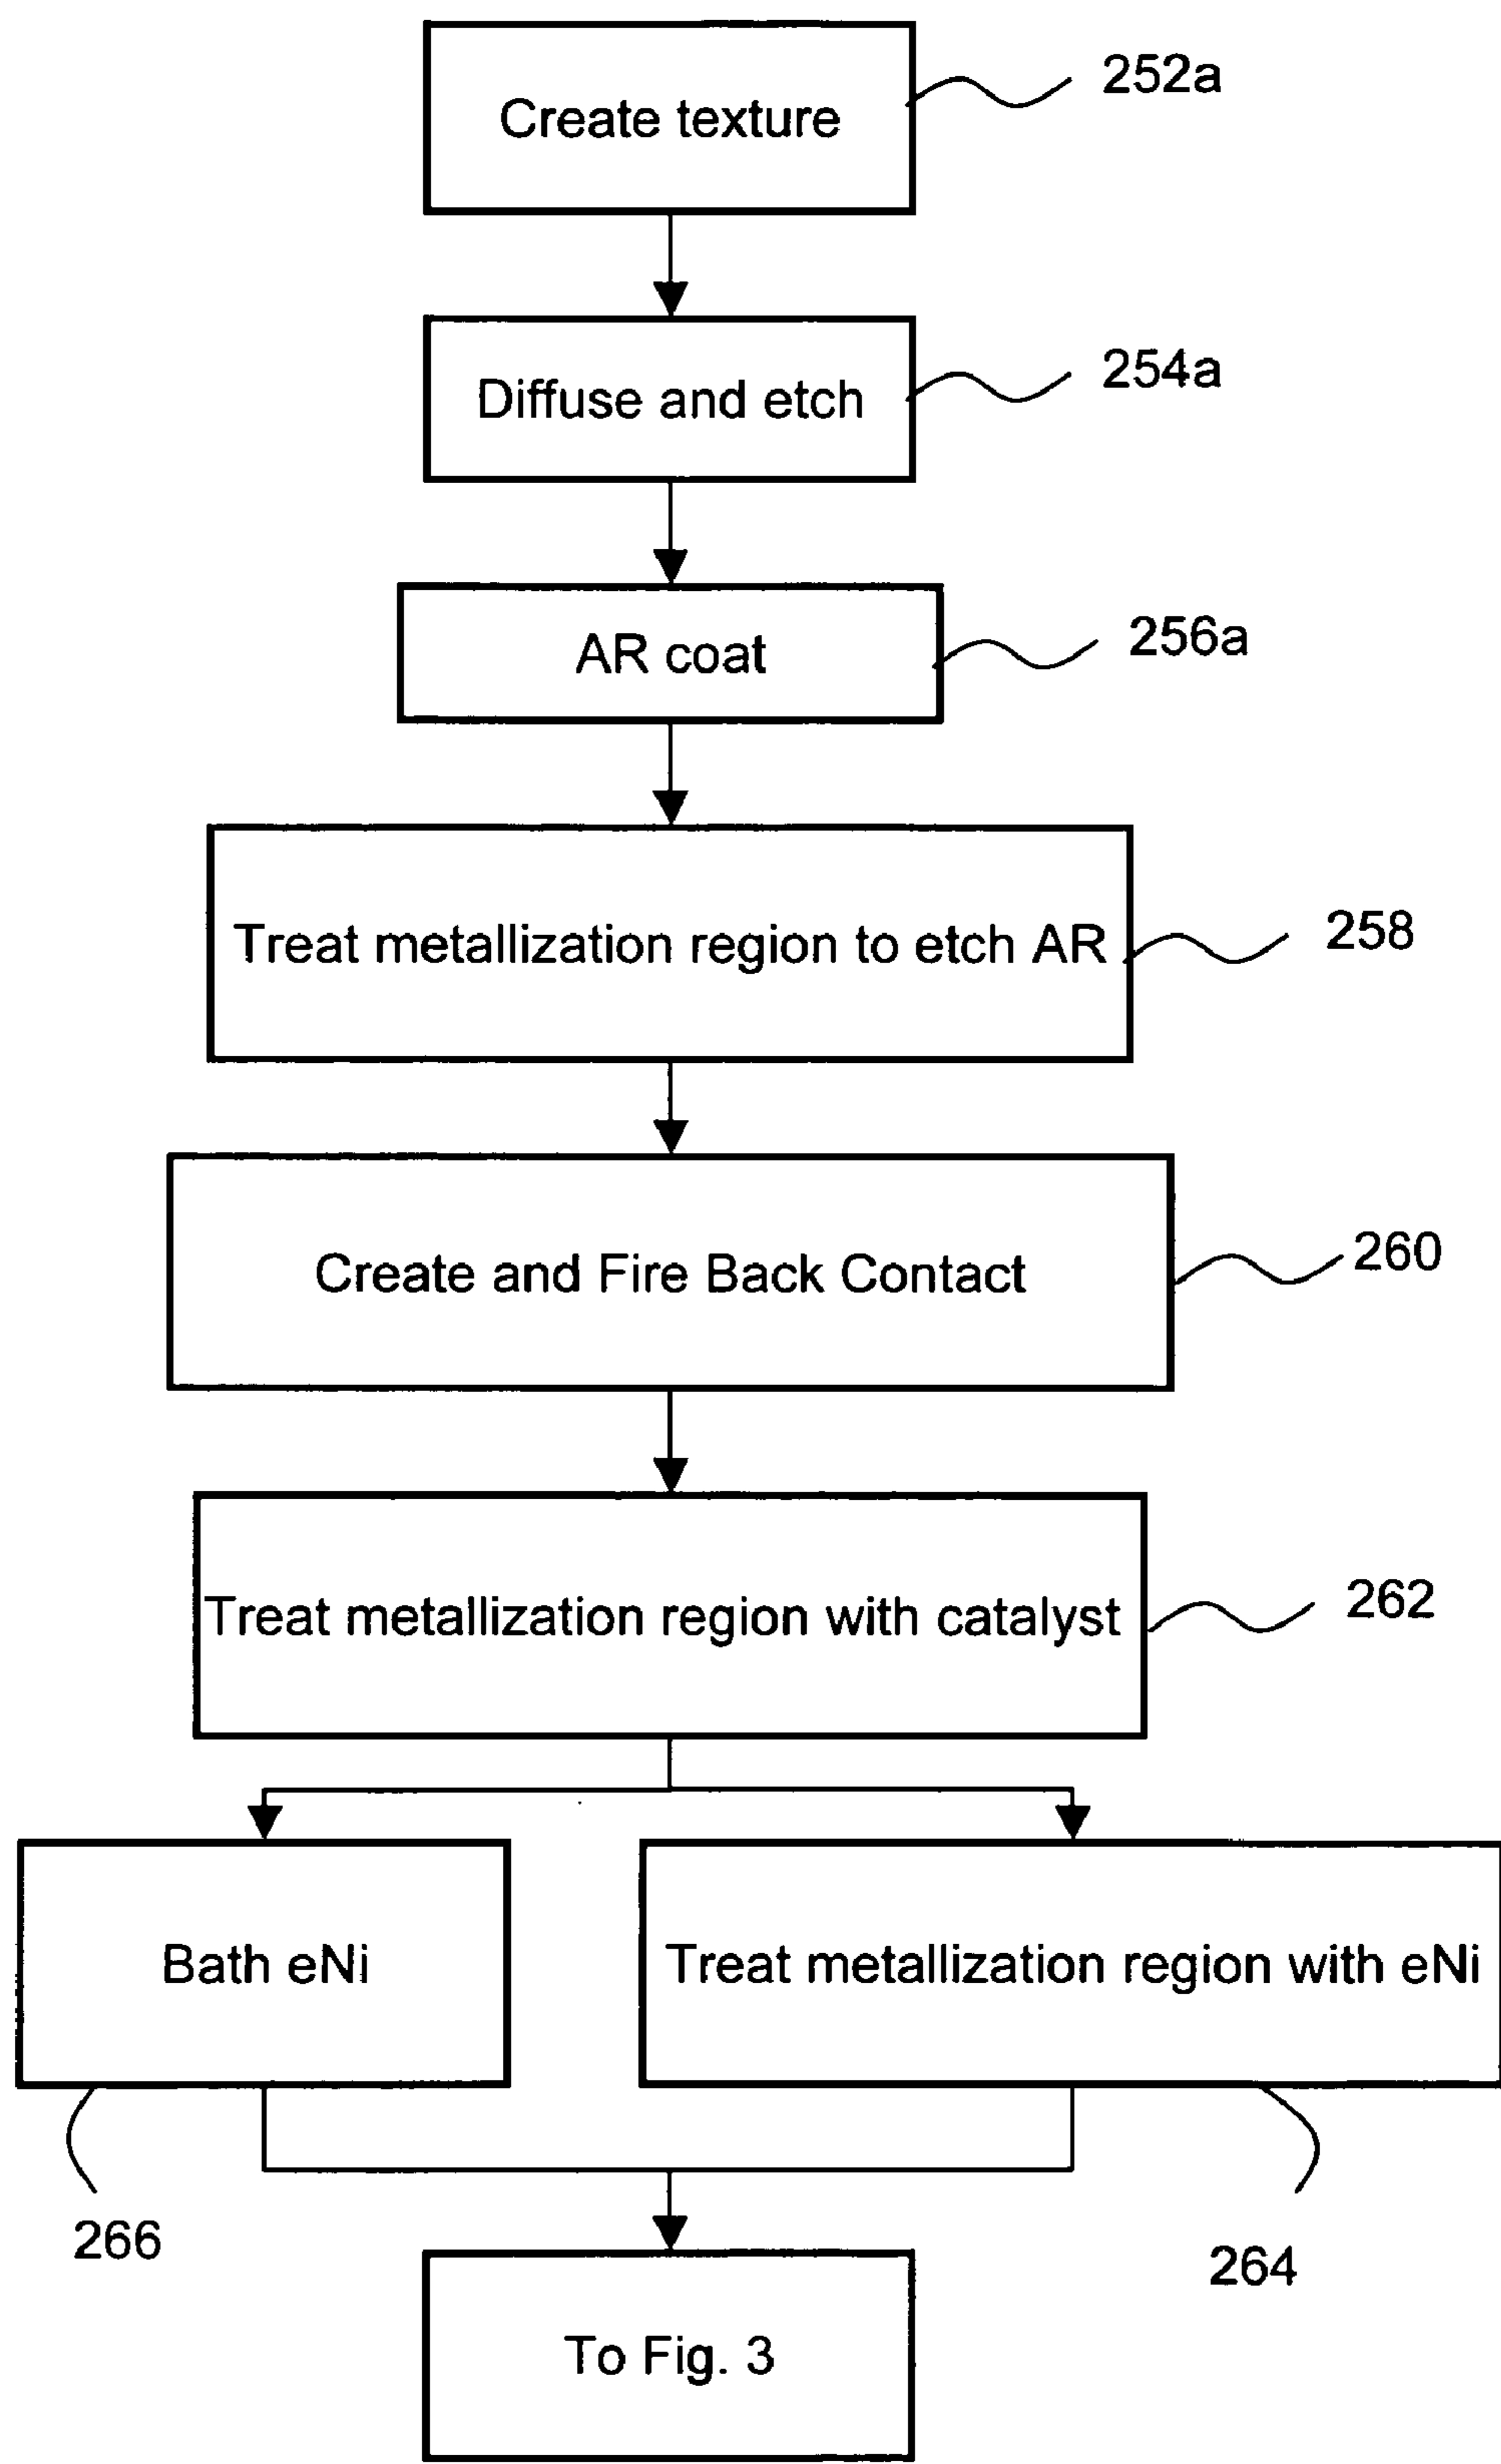 Create texture
252a
Diffuse and etch
254a
AR coat
256a
Treat metallization region to etch AR
258
Create and Fire Back Contact
260
Treat metallization region with catalyst
262
Bath eNi
Treat metallization region with eNi
266
264
To Fig. 3